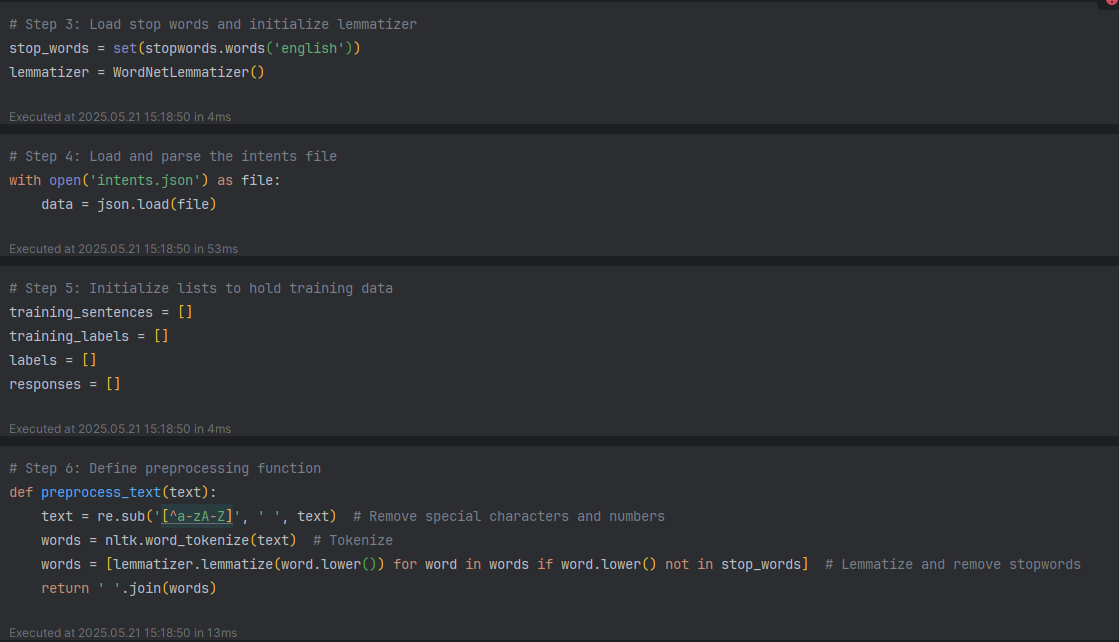 # Step 3: Load stop words and initialize lemmatizer
stop_words = set(stopwords.words('english'))
lemmatizer = WordNetLemmatizer()
Executed at 2025.05.21 15:18:50 in 4ms
# Step 4: Load and parse the intents file
with open('intents.json') as file:
    data = json.load(file)
Executed at 2025.05.21 15:18:50 in 53ms
# Step 5: Initialize lists to hold training data
training_sentences = []
training_labels = []
labels = []
responses = []
Executed at 2025.05.21 15:18:50 in 4ms
# Step 6: Define preprocessing function
def preprocess_text(text):
    text = re.sub('[^a-zA-Z]', ' ', text)  # Remove special characters and numbers
    words = nltk.word_tokenize(text)  # Tokenize
    words = [lemmatizer.lemmatize(word.lower()) for word in words if word.lower() not in stop_words]  # Lemmatize and remove stopwords
    return ' '.join(words)
Executed at 2025.05.21 15:18:50 in 13ms